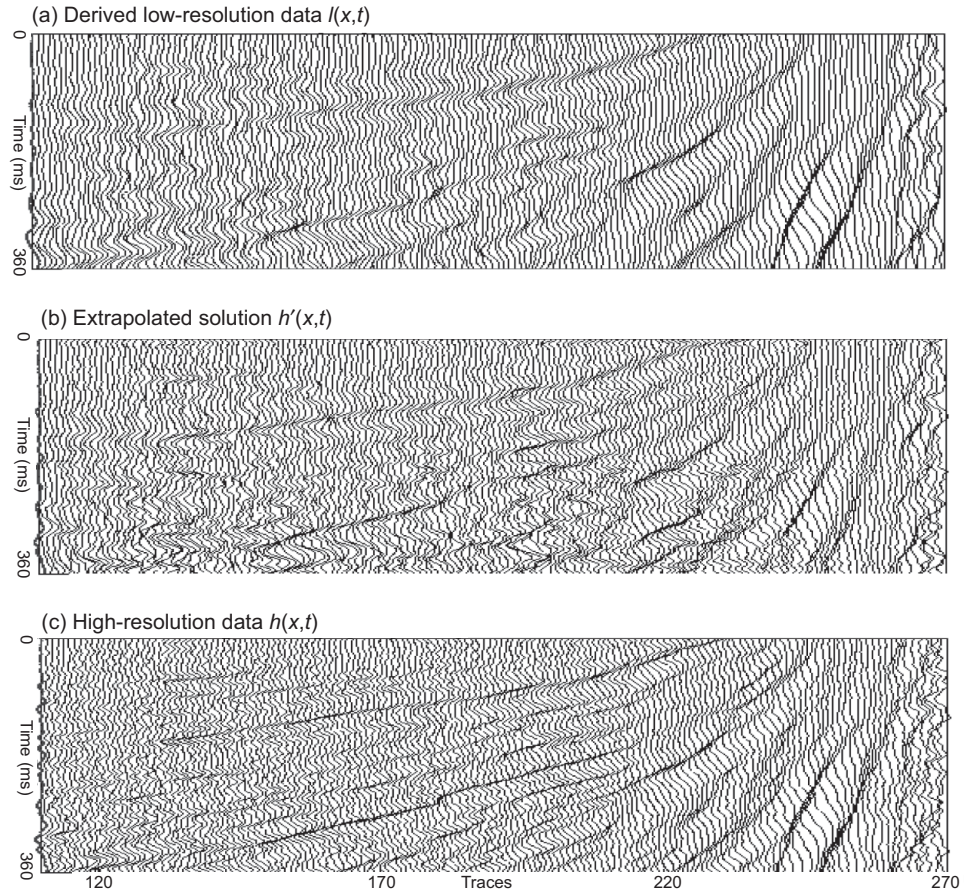 (a) Derived low-resolution data l(x,t)
0
Time (ms)
360
(b) Extrapolated solution h′(x,t)
0
Time (ms)
360
(c) High-resolution data h(x,t)
0
Time (ms)
360
120 170 Traces 220 270